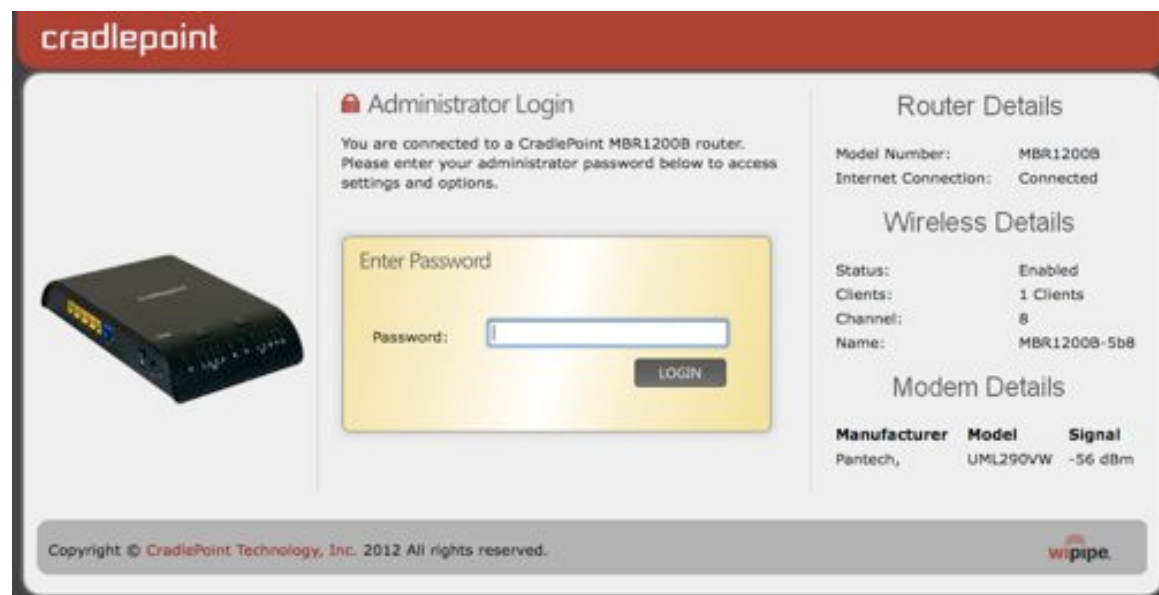 cradlepoint
Administrator Login
You are connected to a CradlePoint MBR1200B router.
Please enter your administrator password below to access
settings and options.
Enter Password
Password:
LOGIN
Router Details
Model Number: MBR1200B
Internet Connection: Connected
Wireless Details
Status: Enabled
Clients: 1 Clients
Channel: 8
Name: MBR1200B-5b8
Modem Details
Manufacturer Model Signal
Pantech, UML290VW -56 dBm
Copyright © CradlePoint Technology, Inc. 2012 All rights reserved.
wipipe.